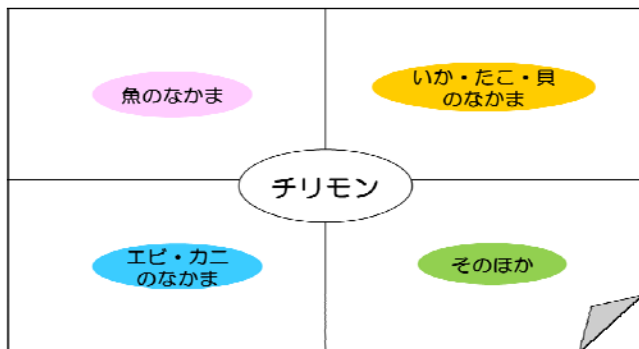 魚のなかま
いか・たこ・貝
のなかま
チリモン
エビ・カニ
のなかま
そのほか